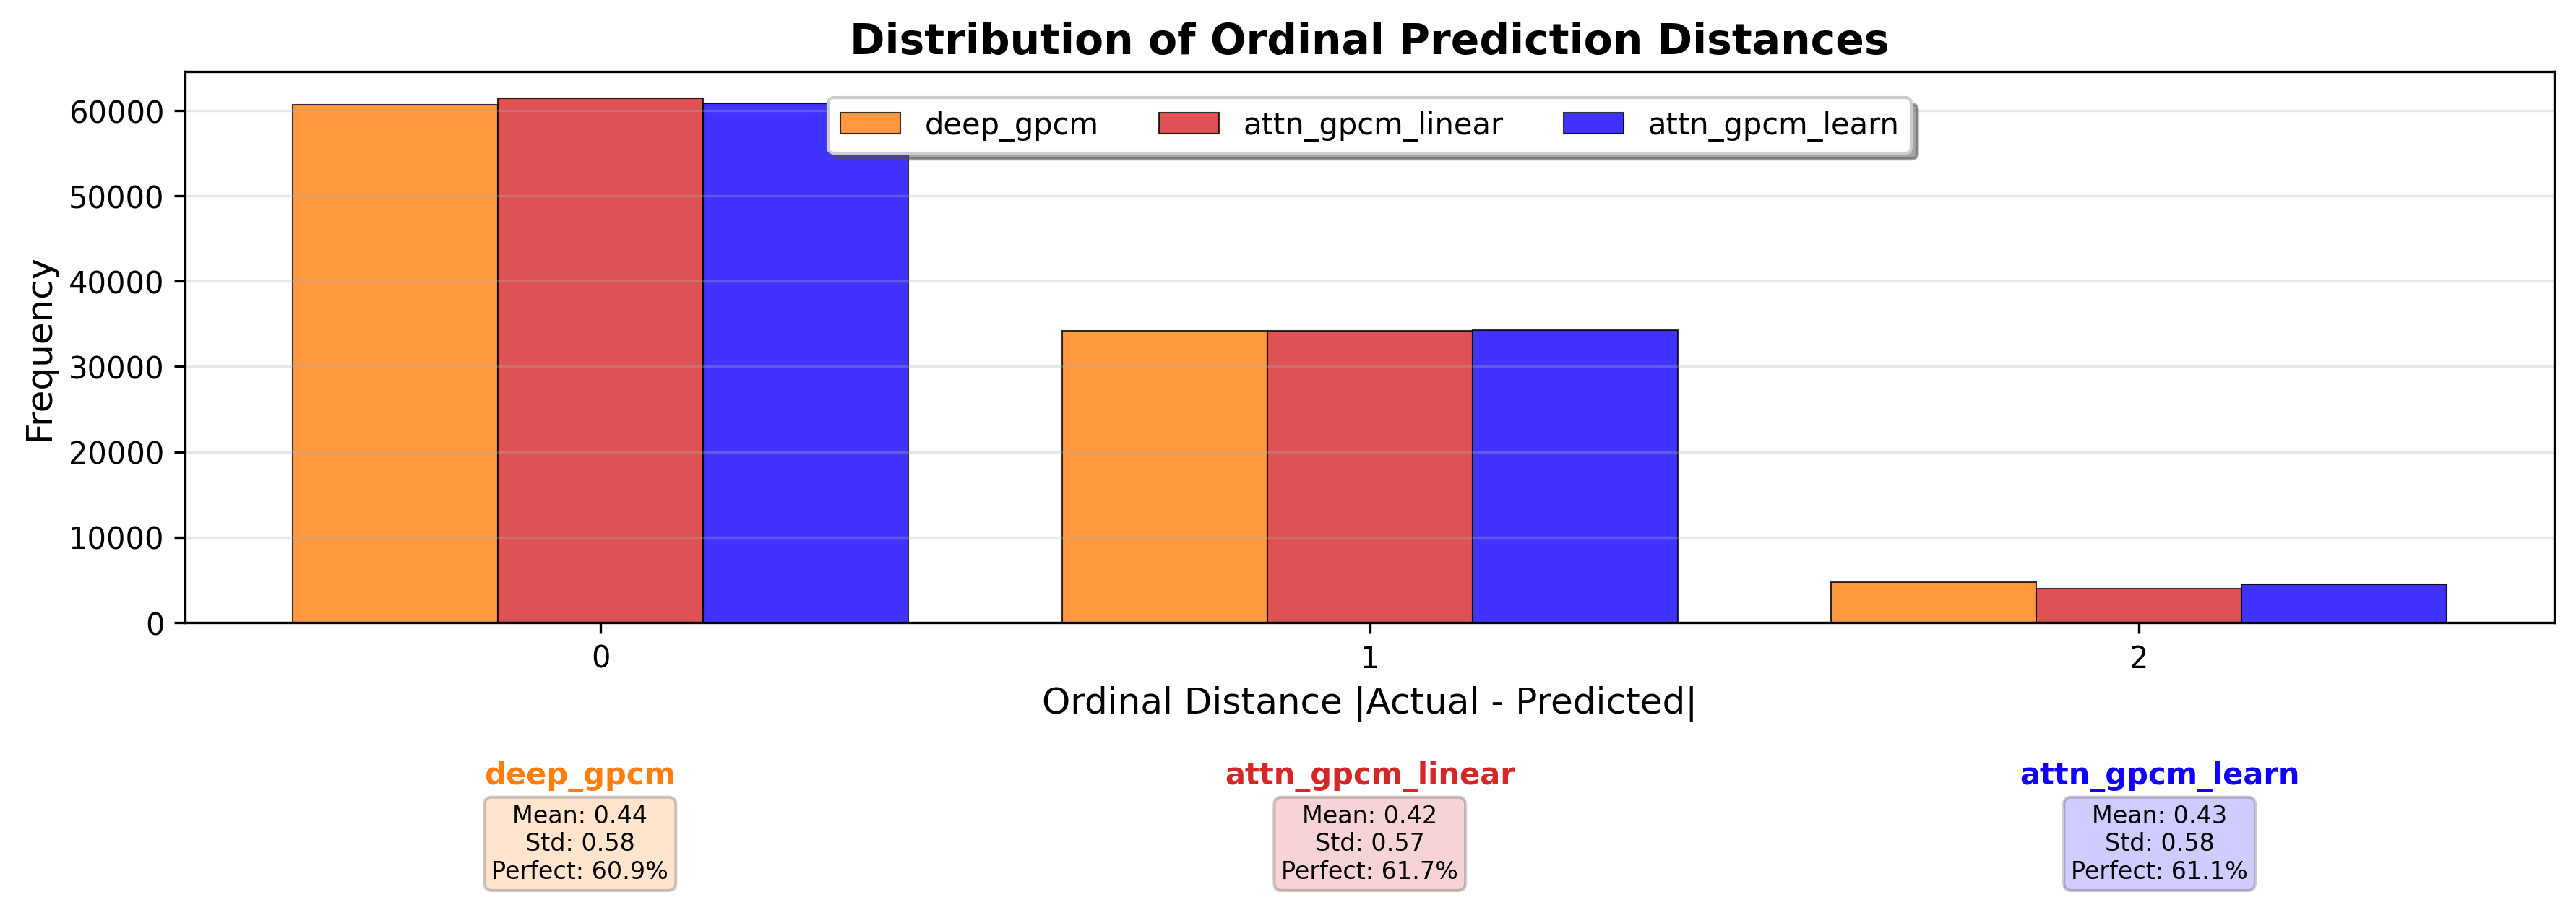 Distribution of Ordinal Prediction Distances
deep_gpcm attn_gpcm_linear attn_gpcm_learn
Frequency
60000
50000
40000
30000
20000
10000
0
0 1 2
Ordinal Distance |Actual - Predicted|
deep_gpcm
Mean: 0.44
Std: 0.58
Perfect: 60.9%
attn_gpcm_linear
Mean: 0.42
Std: 0.57
Perfect: 61.7%
attn_gpcm_learn
Mean: 0.43
Std: 0.58
Perfect: 61.1%